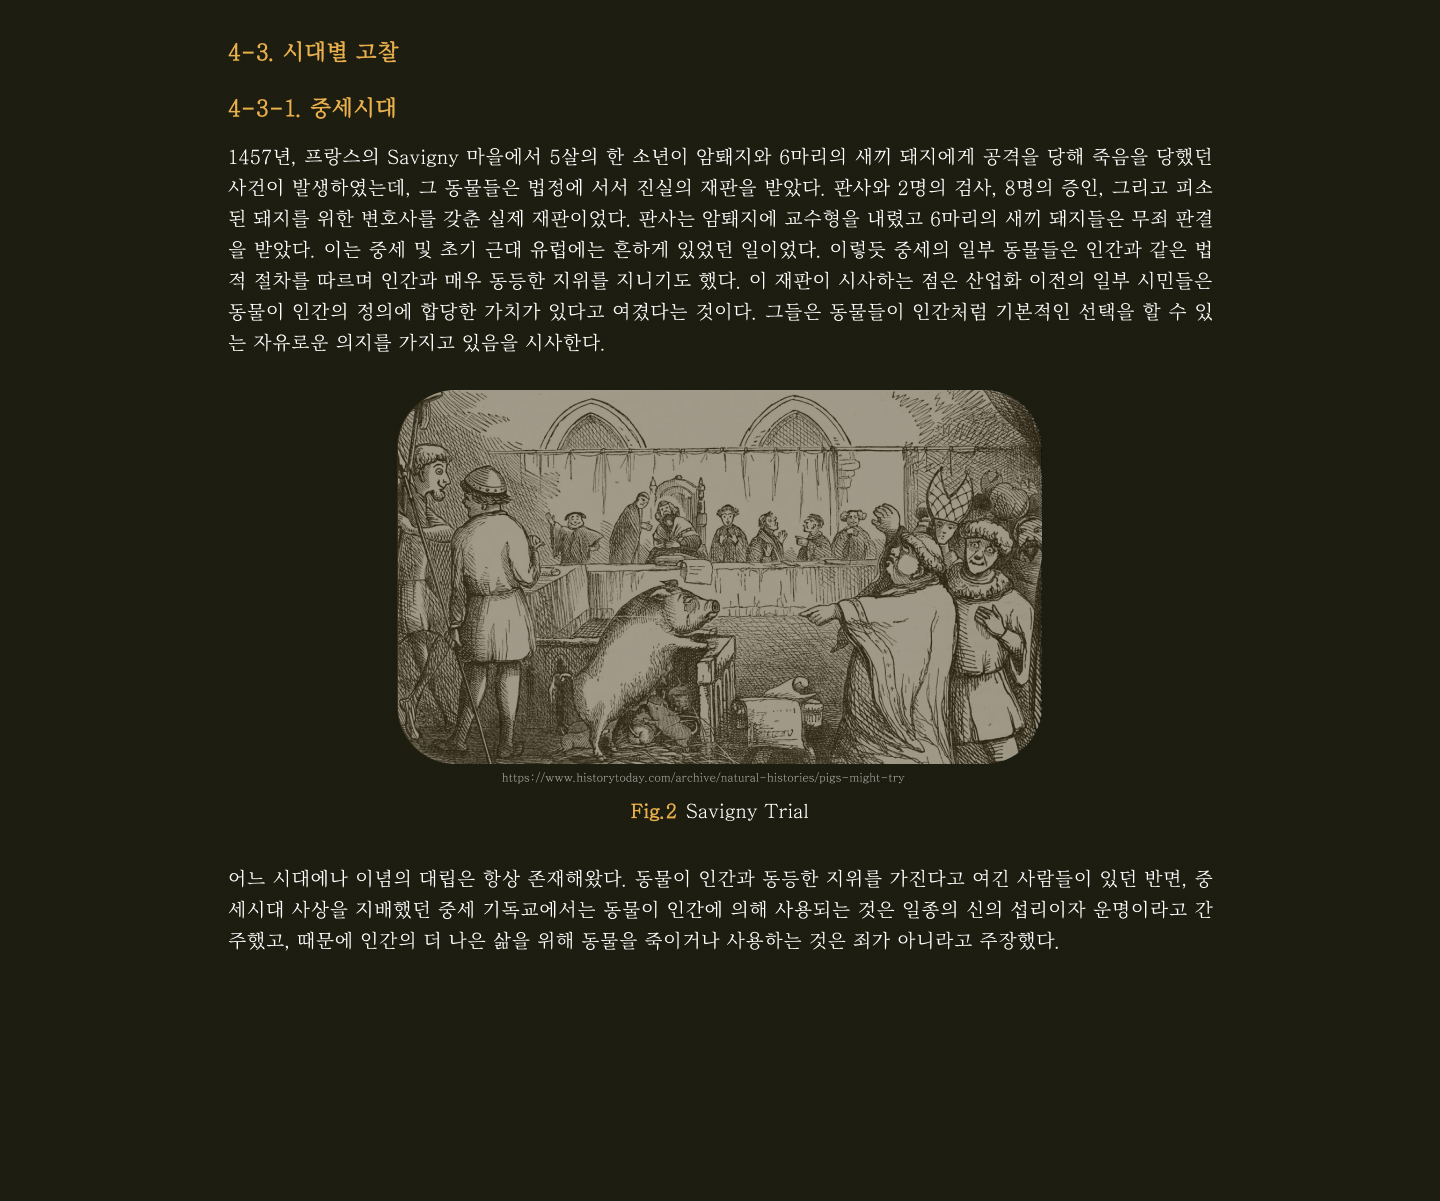 4-3. 시대별 고찰
4-3-1. 중세시대
1457년, 프랑스의 Savigny 마을에서 5살의 한 소년이 암퇘지와 6마리의 새끼 돼지에게 공격을 당해 죽음을 당했던
사건이 발생하였는데, 그 동물들은 법정에 서서 진실의 재판을 받았다. 판사와 2명의 검사, 8명의 증인, 그리고 피소
된 돼지를 위한 변호사를 갖춘 실제 재판이었다. 판사는 암퇘지에 교수형을 내렸고 6마리의 새끼 돼지들은 무죄 판결
을 받았다. 이는 중세 및 초기 근대 유럽에는 흔하게 있었던 일이었다. 이렇듯 중세의 일부 동물들은 인간과 같은 법
적 절차를 따르며 인간과 매우 동등한 지위를 지니기도 했다. 이 재판이 시사하는 점은 산업화 이전의 일부 시민들은
동물이 인간의 정의에 합당한 가치가 있다고 여겼다는 것이다. 그들은 동물들이 인간처럼 기본적인 선택을 할 수 있
는 자유로운 의지를 가지고 있음을 시사한다.
https://www.historytoday.com/archive/natural-histories/pigs-might-try
Fig.2 Savigny Trial
어느 시대에나 이념의 대립은 항상 존재해왔다. 동물이 인간과 동등한 지위를 가진다고 여긴 사람들이 있던 반면, 중
세시대 사상을 지배했던 중세 기독교에서는 동물이 인간에 의해 사용되는 것은 일종의 신의 섭리이자 운명이라고 간
주했고, 때문에 인간의 더 나은 삶을 위해 동물을 죽이거나 사용하는 것은 죄가 아니라고 주장했다.